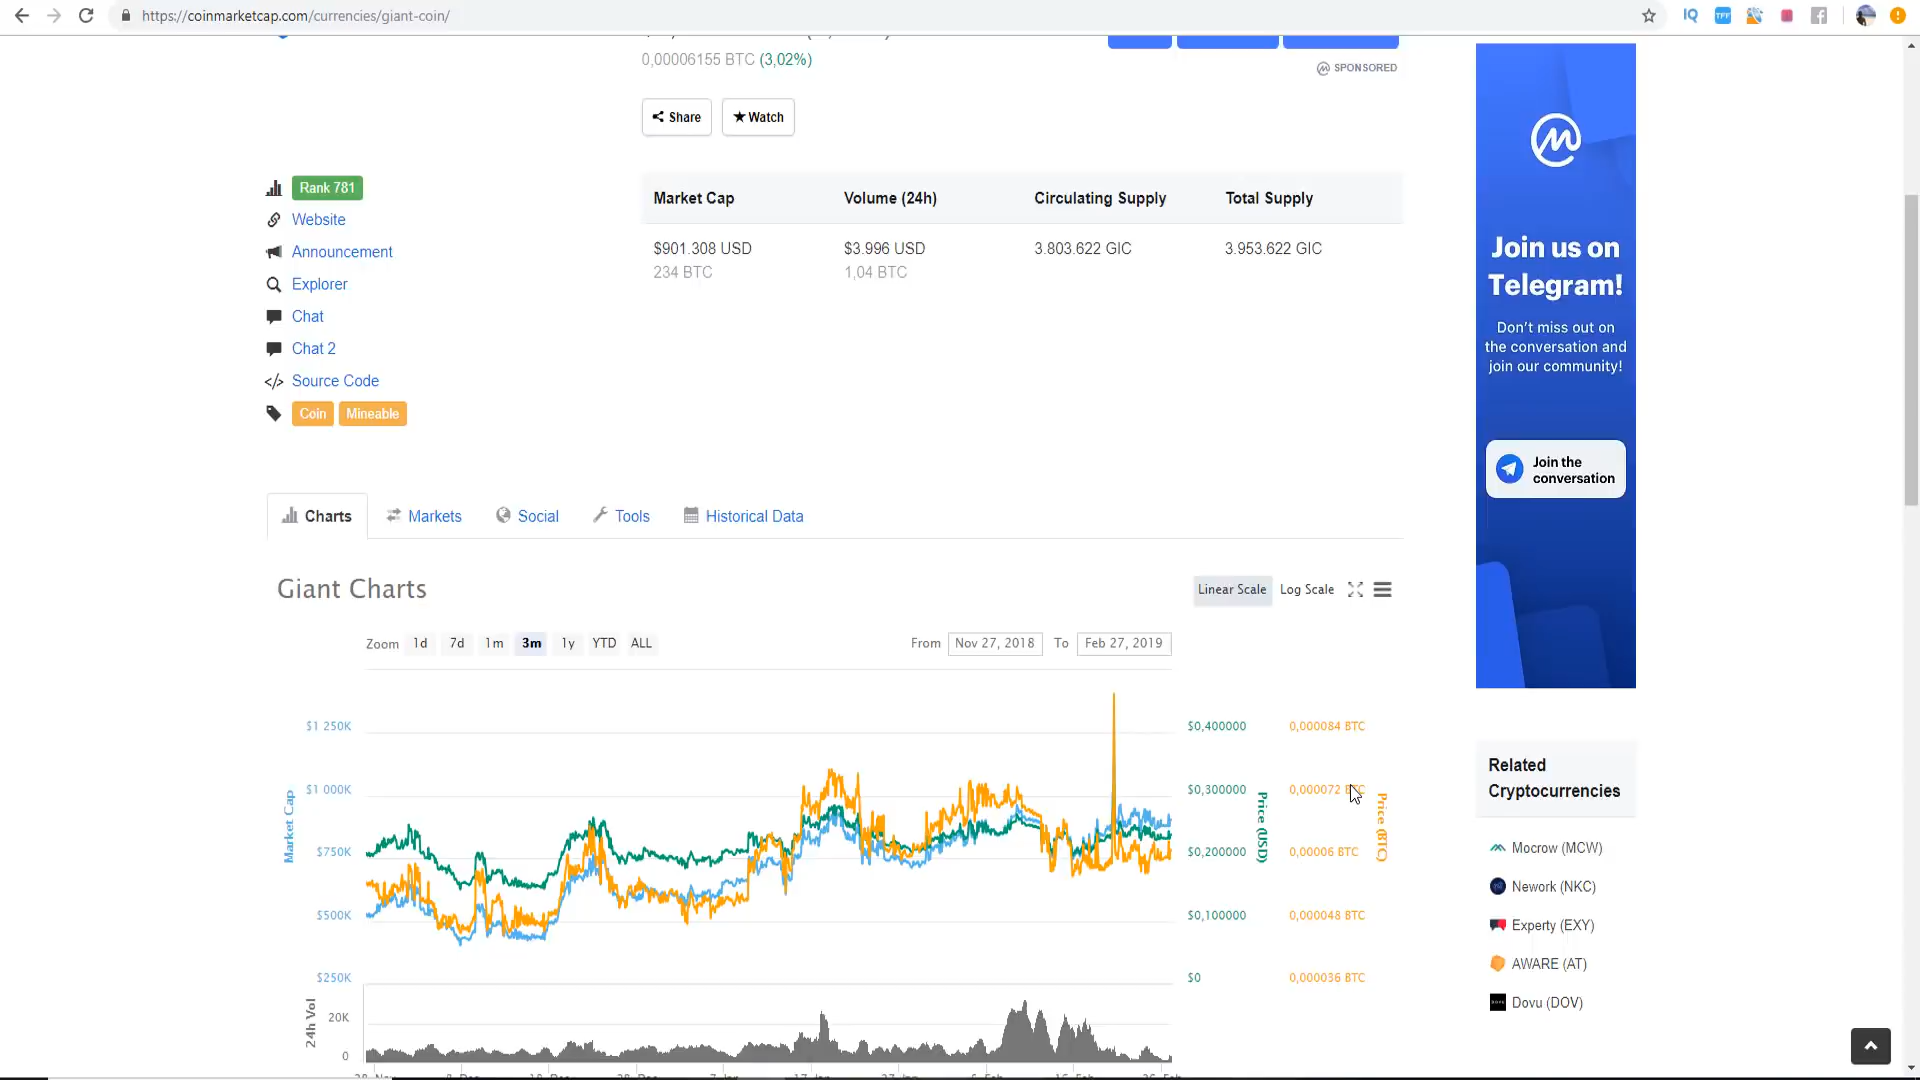 https://coinmarketcap.com/currencies/giant-coin/
IQ
TFF
0,00006155 BTC (3,02%)
SPONSORED
Share
Watch
Rank 781
Website
Announcement
Explorer
Chat
Chat 2
Source Code
Coin Mineable
Market Cap Volume (24h) Circulating Supply Total Supply
$901.308 USD $3.996 USD 3.803.622 GIC 3.953.622 GIC
234 BTC 1,04 BTC
Join us on
Telegram!
Don't miss out on
the conversation and
join our community!
Join the
conversation
Charts Markets Social Tools Historical Data
Giant Charts
Linear Scale Log Scale
Zoom 1d 7d 1m 3m 1y YTD ALL
From Nov 27, 2018 To Feb 27, 2019
$1 250K
$1 000K
$750K
$500K
$250K
Market Cap
$0,400000
$0,300000
$0,200000
$0,100000
$0
Price (USD)
0,000084 BTC
0,000072 BTC
0,00006 BTC
0,000048 BTC
0,000036 BTC
Price (BTC)
24h Vol
20K
0
Related
Cryptocurrencies
Mocrow (MCW)
Nework (NKC)
Experty (EXY)
AWARE (AT)
Dovu (DOV)